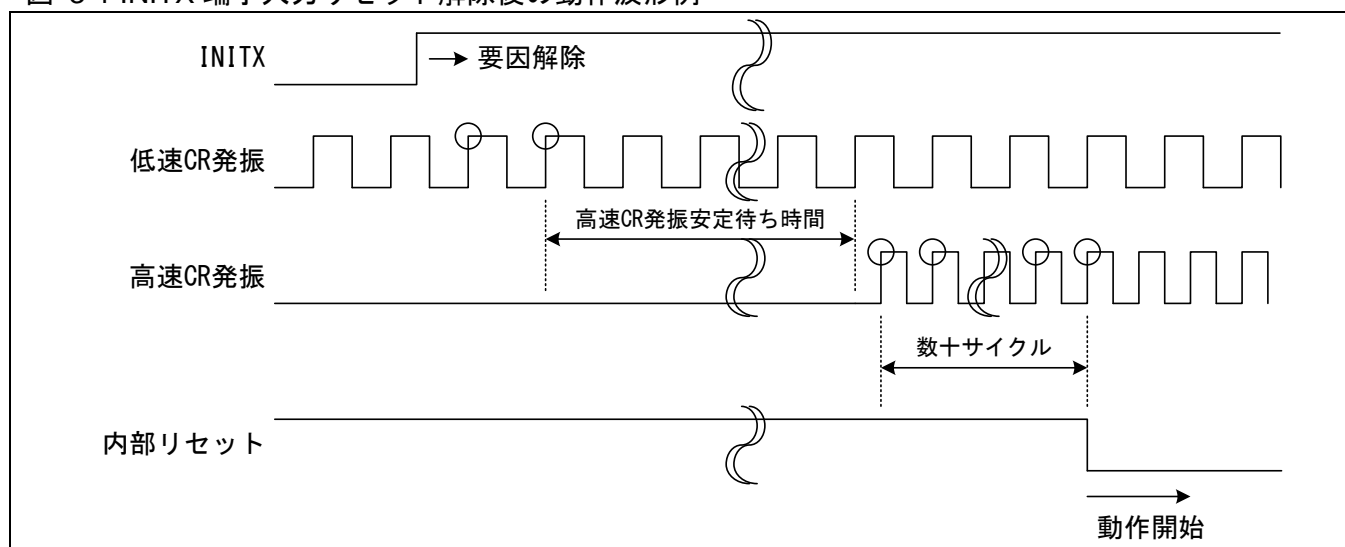 INITX
要因解除
低速CR発振
高速CR発振安定待ち時間
高速CR発振
数十サイクル
内部リセット
動作開始